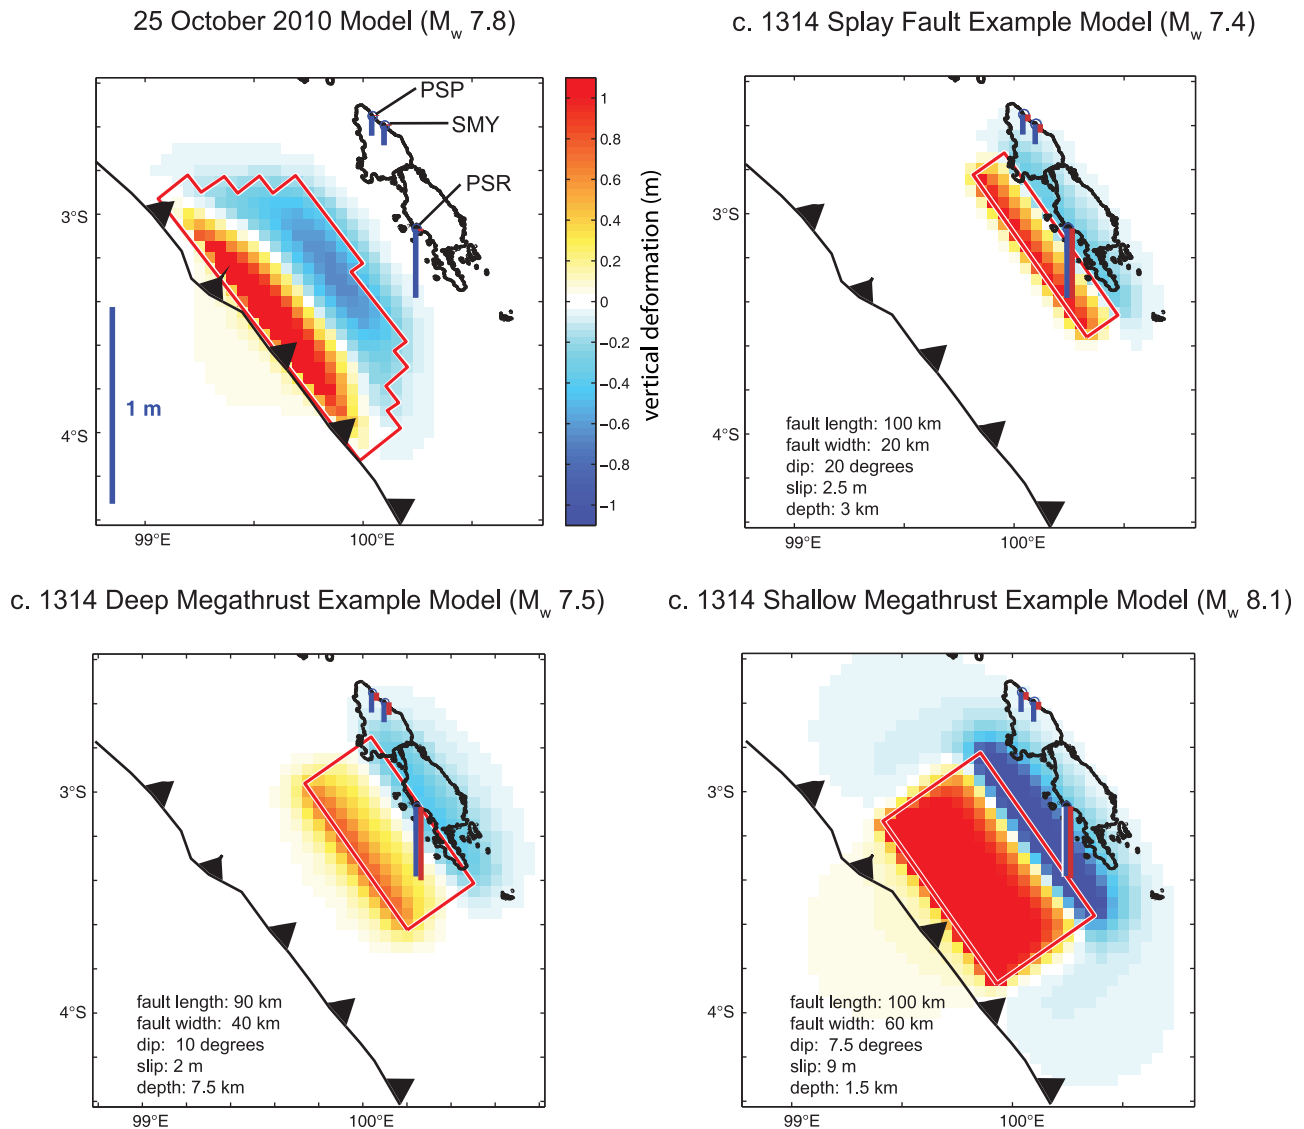 25 October 2010 Model (Mw 7.8)
c. 1314 Splay Fault Example Model (Mw 7.4)
PSP
SMY
PSR
3°S
4°S
1 m
99°E
100°E
1
0.8
0.6
0.4
0.2
0
−0.2
−0.4
−0.6
−0.8
−1
vertical deformation (m)
3°S
4°S
fault length: 100 km
fault width: 20 km
dip: 20 degrees
slip: 2.5 m
depth: 3 km
99°E
100°E
c. 1314 Deep Megathrust Example Model (Mw 7.5)
c. 1314 Shallow Megathrust Example Model (Mw 8.1)
3°S
4°S
fault length: 90 km
fault width: 40 km
dip: 10 degrees
slip: 2 m
depth: 7.5 km
99°E
100°E
3°S
4°S
fault length: 100 km
fault width: 60 km
dip: 7.5 degrees
slip: 9 m
depth: 1.5 km
99°E
100°E